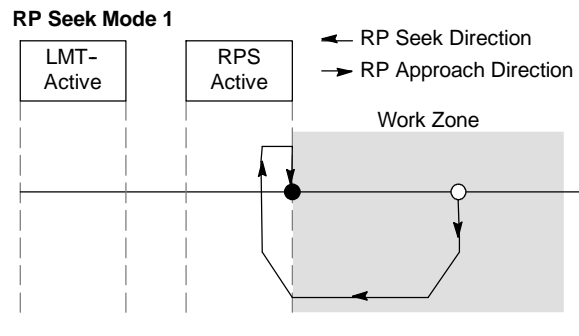 RP Seek Mode 1
LMT-
Active
RPS
Active
RP Seek Direction
RP Approach Direction
Work Zone